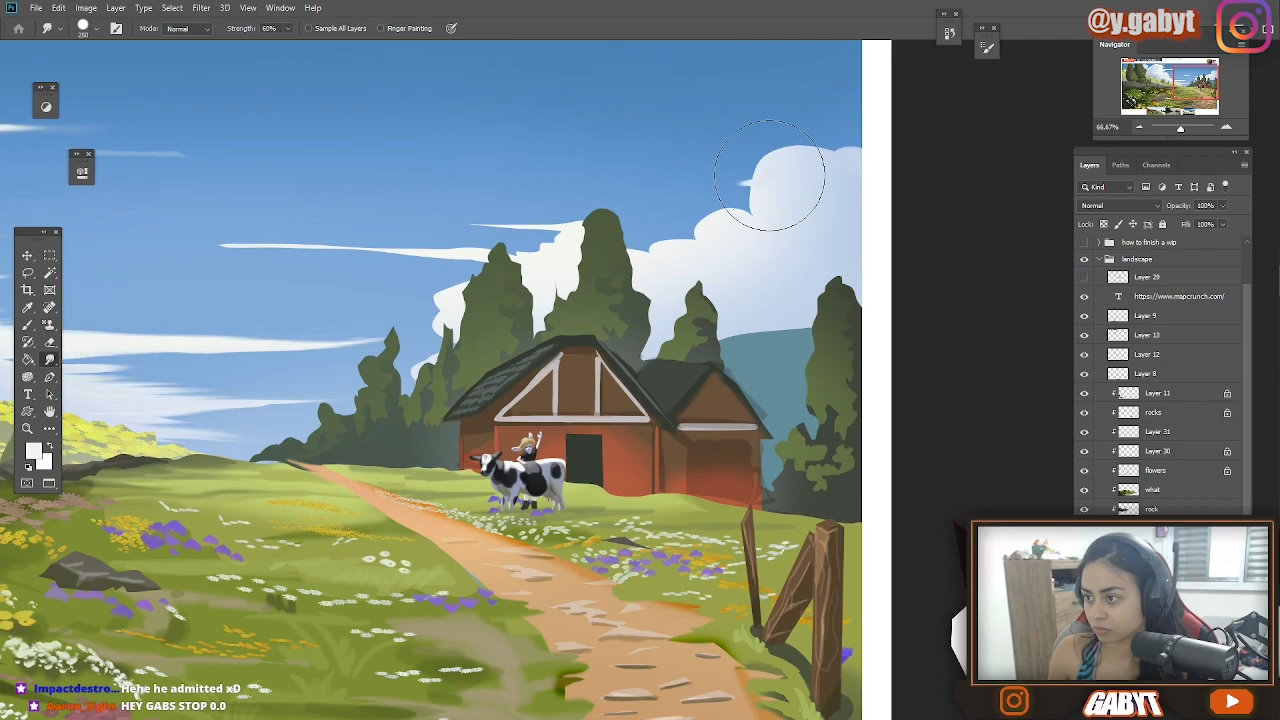 Ps File Edit Image Layer Type Select Filter 3D View Window Help
250 Mode: Normal Strength: 60% Sample All Layers Finger Painting
@y.gabyt
Navigator
66.67%
Layers Paths Channels
Kind
Normal Opacity: 100%
Lock: Fill: 100%
how to finish a wip
landscape
Layer 29
T https://www.mapcrunch.com/
Layer 9
Layer 13
Layer 12
Layer 8
Layer 11
rocks
Layer 31
Layer 30
flowers
what
rock
Impactdestro... Hehe he admitted xD
HEY GABS STOP 0.0
GABYT